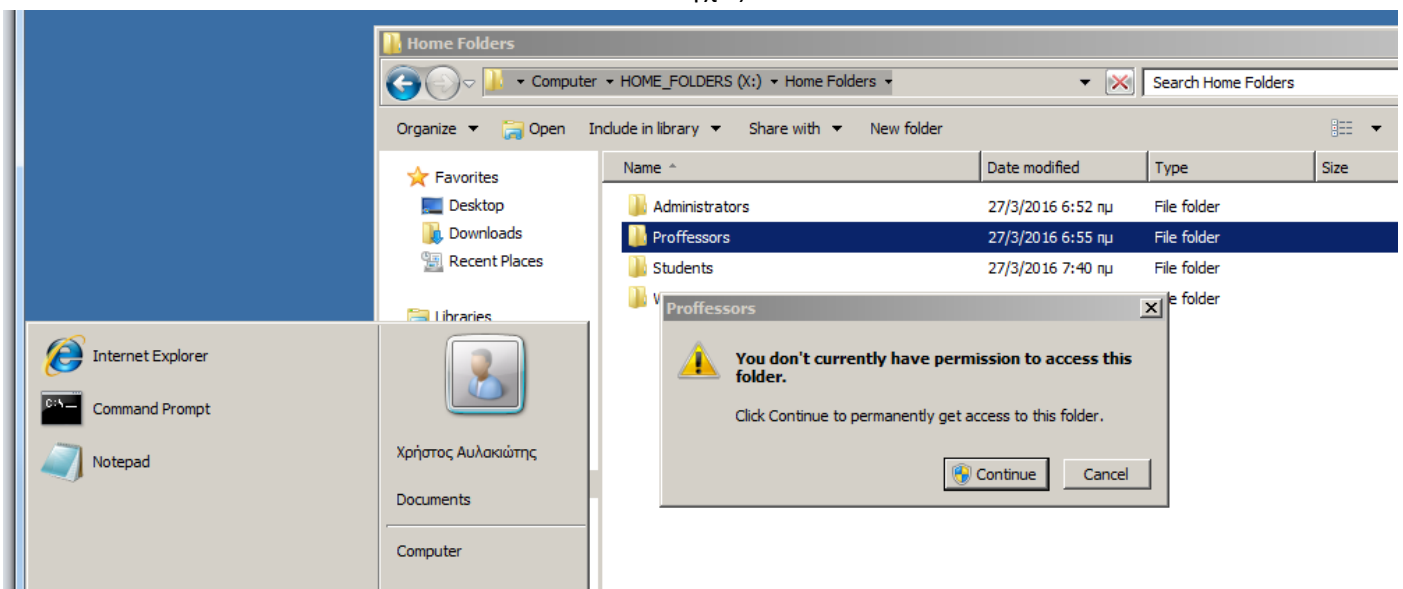 Home Folders
Computer HOME_FOLDERS (X:) Home Folders
Search Home Folders
Organize Open Include in library Share with New folder
Name Date modified Type Size
Favorites
Desktop
Downloads
Recent Places
Libraries
Administrators 27/3/2016 6:52 πμ File folder
Proffessors 27/3/2016 6:55 πμ File folder
Students 27/3/2016 7:40 πμ File folder
folder
Proffessors
You don't currently have permission to access this
folder.
Click Continue to permanently get access to this folder.
Continue Cancel
Internet Explorer
Command Prompt
Notepad
Χρήστος Αυλακιώτης
Documents
Computer